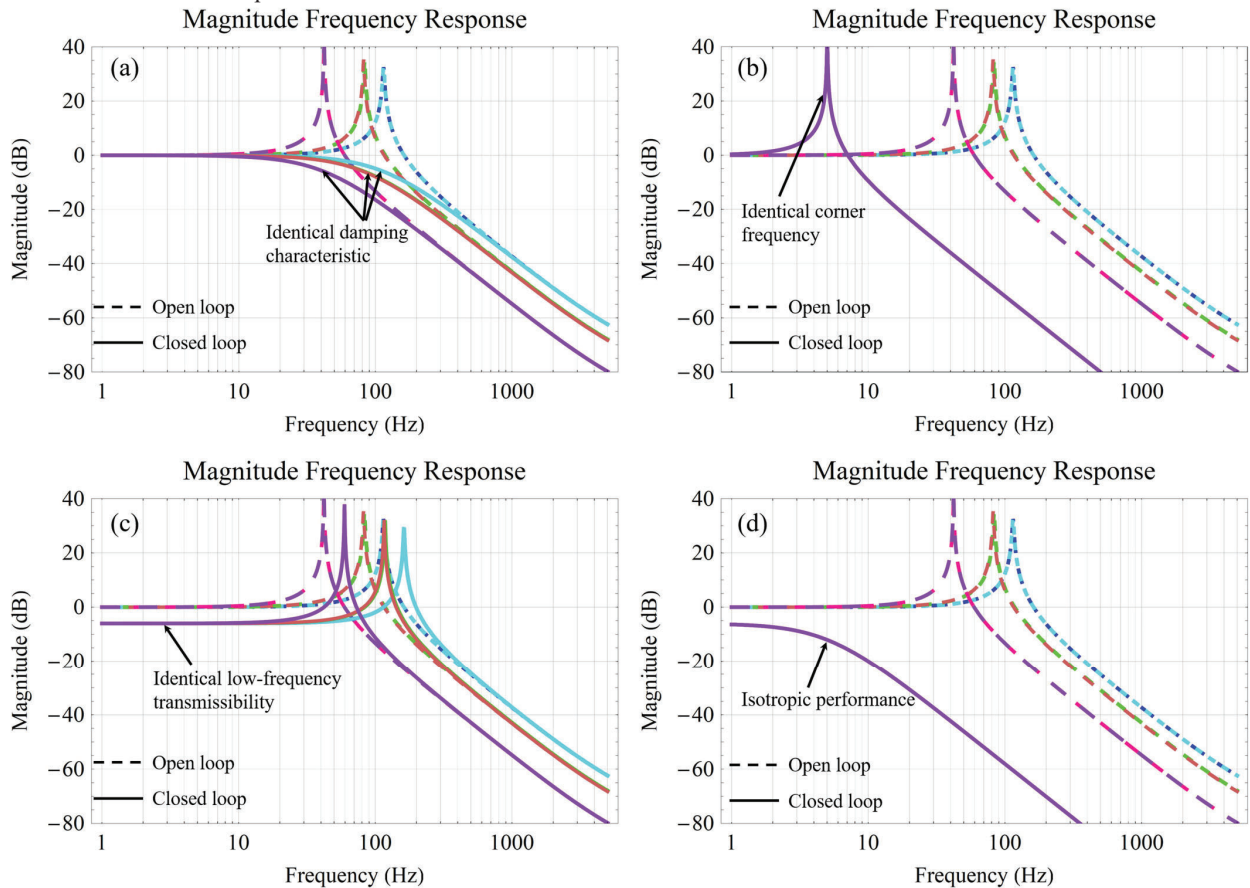 Magnitude Frequency Response
(a)
40
20
0
−20
−40
−60
−80
Magnitude (dB)
Identical damping
characteristic
Open loop
Closed loop
1
10
100
1000
Frequency (Hz)
Magnitude Frequency Response
(b)
40
20
0
−20
−40
−60
−80
Magnitude (dB)
Identical corner
frequency
Open loop
Closed loop
1
10
100
1000
Frequency (Hz)
Magnitude Frequency Response
(c)
40
20
0
−20
−40
−60
−80
Magnitude (dB)
Identical low-frequency
transmissibility
Open loop
Closed loop
1
10
100
1000
Frequency (Hz)
Magnitude Frequency Response
(d)
40
20
0
−20
−40
−60
−80
Magnitude (dB)
Isotropic performance
Open loop
Closed loop
1
10
100
1000
Frequency (Hz)